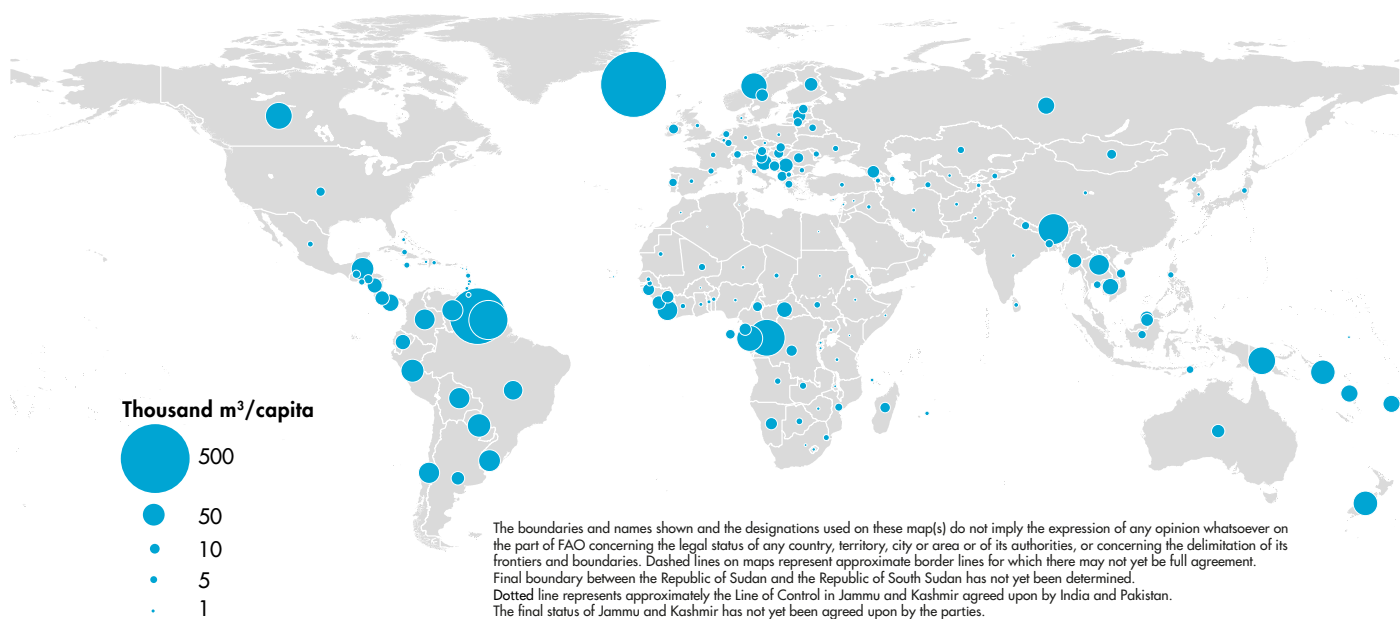 Thousand m³/capita
500
50
10
5
1
The boundaries and names shown and the designations used on these map(s) do not imply the expression of any opinion whatsoever on
the part of FAO concerning the legal status of any country, territory, city or area or of its authorities, or concerning the delimitation of its
frontiers and boundaries. Dashed lines on maps represent approximate border lines for which there may not yet be full agreement.
Final boundary between the Republic of Sudan and the Republic of South Sudan has not yet been determined.
Dotted line represents approximately the Line of Control in Jammu and Kashmir agreed upon by India and Pakistan.
The final status of Jammu and Kashmir has not yet been agreed upon by the parties.